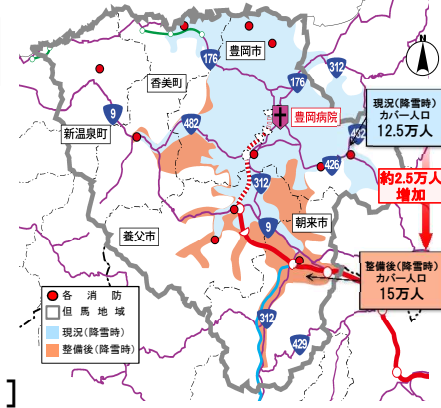 豊岡市
176
176
312
N
香美町
豊岡病院
現況(降雪時)
カバー人口
12.5万人
9
482
新温泉町
482
426
約2.5万人
増加
312
養父市
9
朝来市
整備後(降雪時)
カバー人口
15万人
各消防
但馬地域
現況(降雪時)
整備後(降雪時)
312
429
]